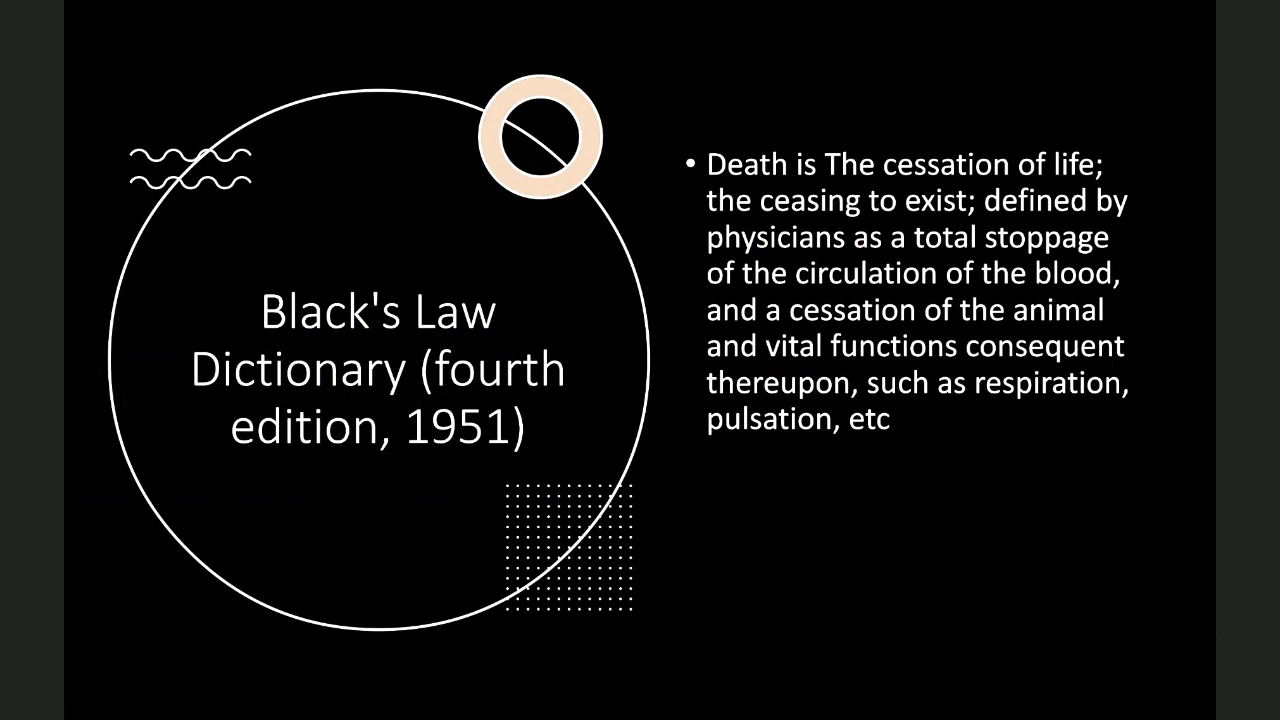 Black's Law
Dictionary (fourth
edition, 1951)
• Death is The cessation of life;
the ceasing to exist; defined by
physicians as a total stoppage
of the circulation of the blood,
and a cessation of the animal
and vital functions consequent
thereupon, such as respiration,
pulsation, etc